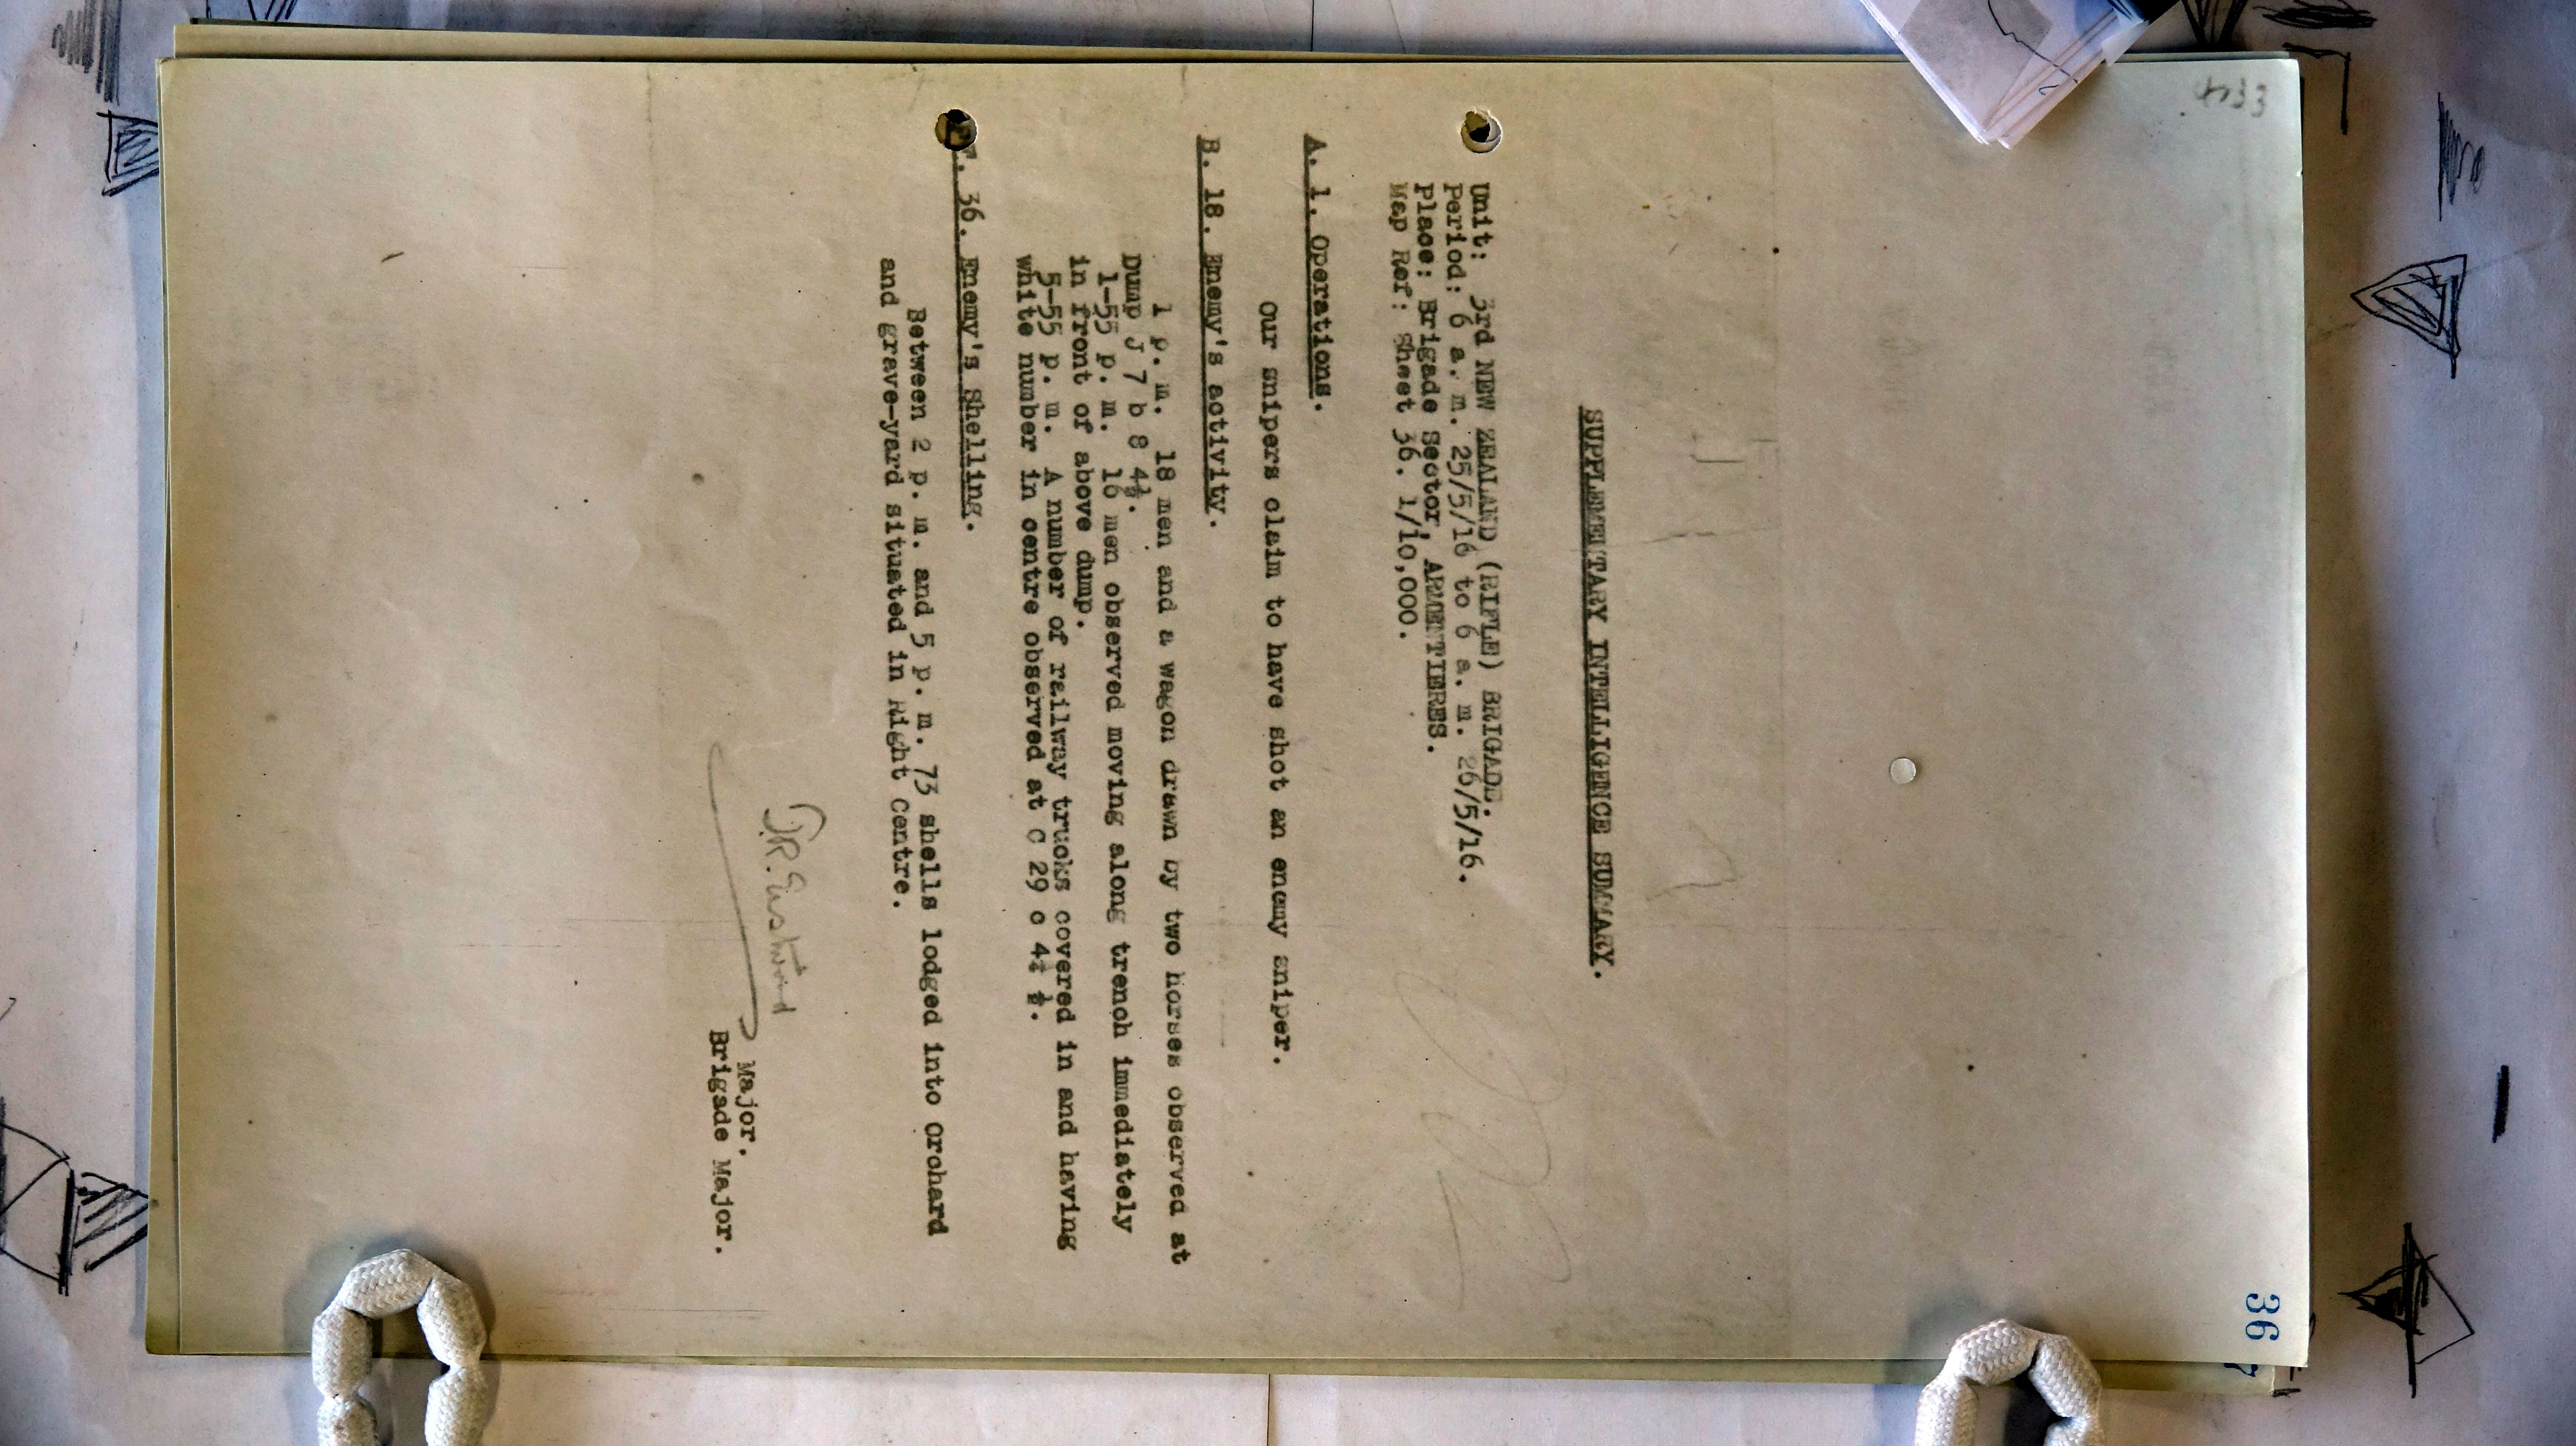 36
SUPPLEMENTARY INTELLIGENCE SUMMARY.
Unit: 3rd NEW ZEALAND (RIFLE) BRIGADE.
Period: 6 a. m. 25/5/16 to 6 a. m. 26/5/16.
Place: Brigade Sector, ARMENTIERES.
Map Ref: Sheet 36. 1/10,000.
A. 1. Operations.
Our snipers claim to have shot an enemy sniper.
B. 18. Enemy's activity.
1 p. m. 18 men and a wagon drawn by two horses observed at
Dump J 7 b 8 4½.
1-55 p. m. 16 men observed moving along trench immediately
in front of above dump.
5-55 p. m. A number of railway trucks covered in and having
white number in centre observed at C 29 c 4½ ½.
F. 36. Enemy's Shelling.
Between 2 p. m. and 5 p. m. 73 shells lodged into Orchard
and grave-yard situated in Right Centre.
Eastwood
Major.
Brigade Major.